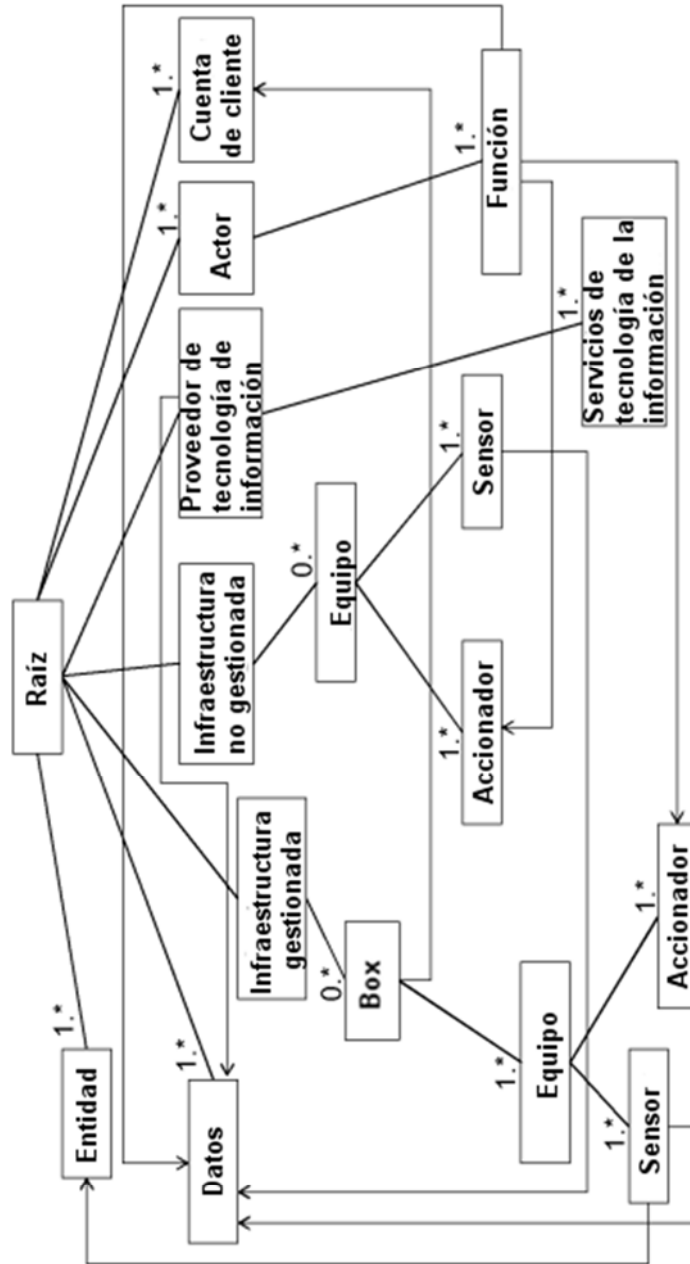 Raíz
1.*
Entidad
1.*
Datos
Infraestructura
gestionada
Infraestructura
no gestionada
Proveedor de
tecnología de
información
1.*
Actor
1.*
Cuenta
de cliente
0.*
Box
0.*
Equipo
1.*
Accionador
1.*
Sensor
1.*
Función
1.*
Servicios de
tecnología de la
información
1.*
Equipo
1.*
Sensor
1.*
Accionador